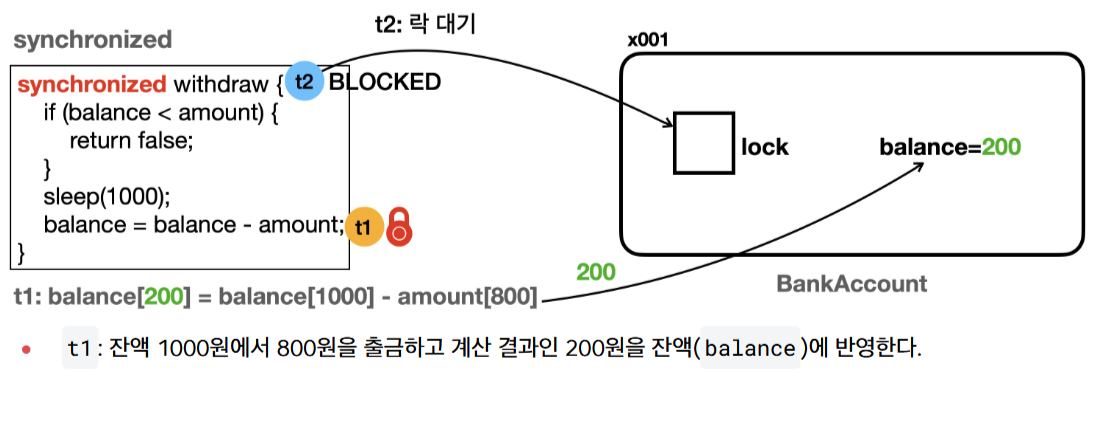 t2: 락 대기
synchronized
x001
synchronized withdraw { t2 BLOCKED
if (balance < amount) {
return false;
}
sleep(1000);
balance = balance - amount; t1
}
lock
balance=200
200
BankAccount
t1: balance[200] = balance[1000] - amount[800]
t1 : 잔액 1000원에서 800원을 출금하고 계산 결과인 200원을 잔액( balance )에 반영한다.